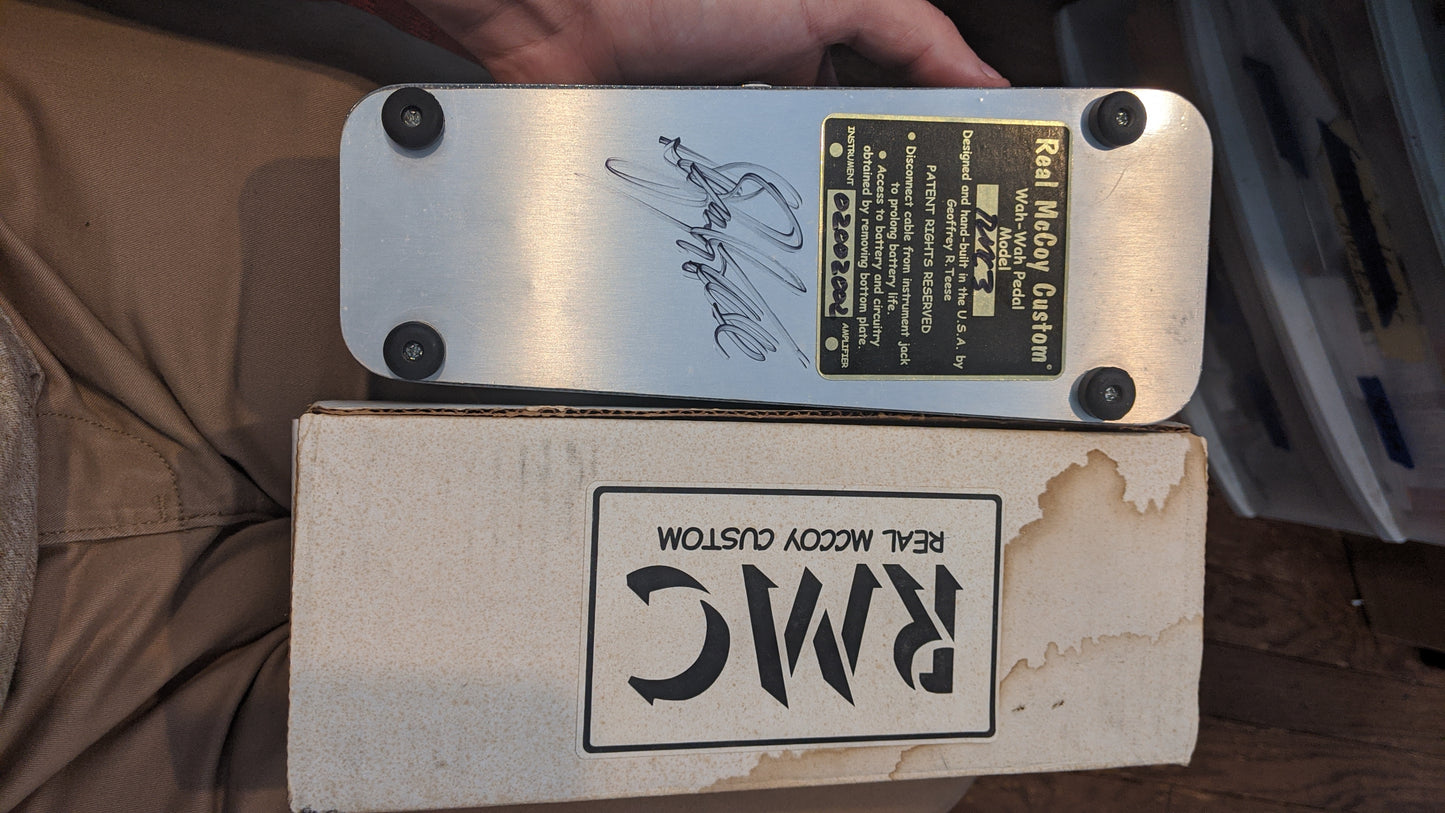 Real McCoy Custom®
Wah-Wah Pedal
Model
RMC3
Designed and hand-built in the U.S.A. by
Geoffrey R. Teese
PATENT RIGHTS RESERVED
• Disconnect cable from instrument jack
to prolong battery life.
• Access to battery and circuitry
obtained by removing bottom plate.
INSTRUMENT 02002002 AMPLIFIER
REAL MCCOY CUSTOM
RMC